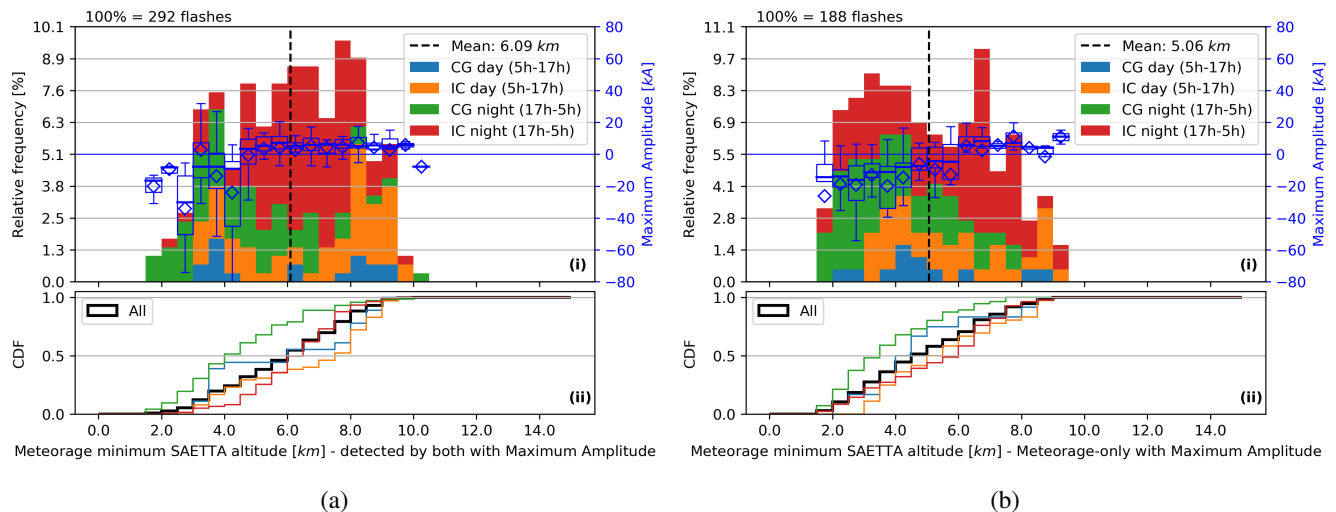 100% = 292 flashes
10.1
8.9
7.6
6.3
5.1
3.8
2.5
1.3
0.0
Relative frequency [%]
80
60
40
20
0
−20
−40
−60
−80
Maximum Amplitude [kA]
Mean: 6.09 km
CG day (5h-17h)
IC day (5h-17h)
CG night (17h-5h)
IC night (17h-5h)
(i)
1.0
0.5
0.0
CDF
All
(ii)
0.0 2.0 4.0 6.0 8.0 10.0 12.0 14.0
Meteorage minimum SAETTA altitude [km] - detected by both with Maximum Amplitude
(a)
100% = 188 flashes
11.1
9.7
8.3
6.9
5.5
4.1
2.8
1.4
0.0
Relative frequency [%]
80
60
40
20
0
−20
−40
−60
−80
Maximum Amplitude [kA]
Mean: 5.06 km
CG day (5h-17h)
IC day (5h-17h)
CG night (17h-5h)
IC night (17h-5h)
(i)
1.0
0.5
0.0
CDF
All
(ii)
0.0 2.0 4.0 6.0 8.0 10.0 12.0 14.0
Meteorage minimum SAETTA altitude [km] - Meteorage-only with Maximum Amplitude
(b)